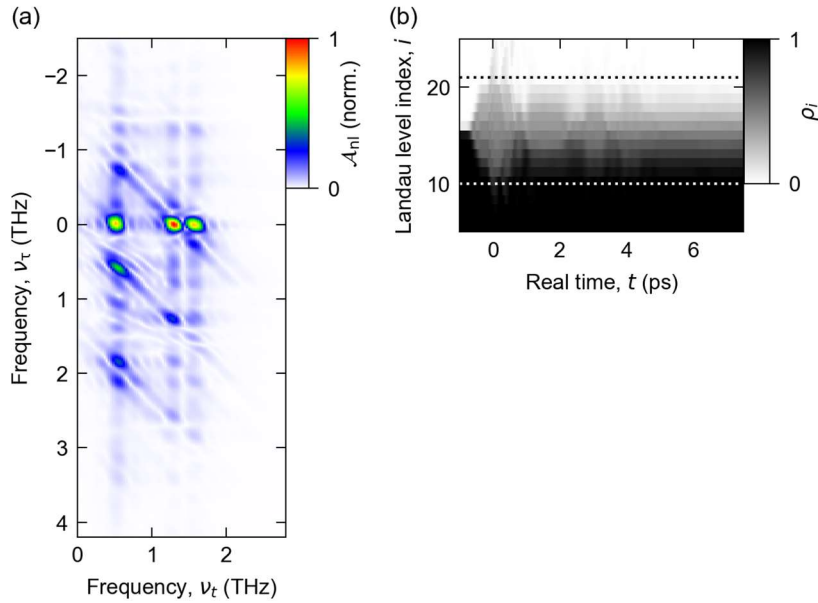 (a)
−2
−1
0
1
2
3
4
Frequency, ντ (THz)
0
1
2
Frequency, νt (THz)
1
0
𝒜nl (norm.)
(b)
20
10
Landau level index, i
0
2
4
6
Real time, t (ps)
1
0
ρi